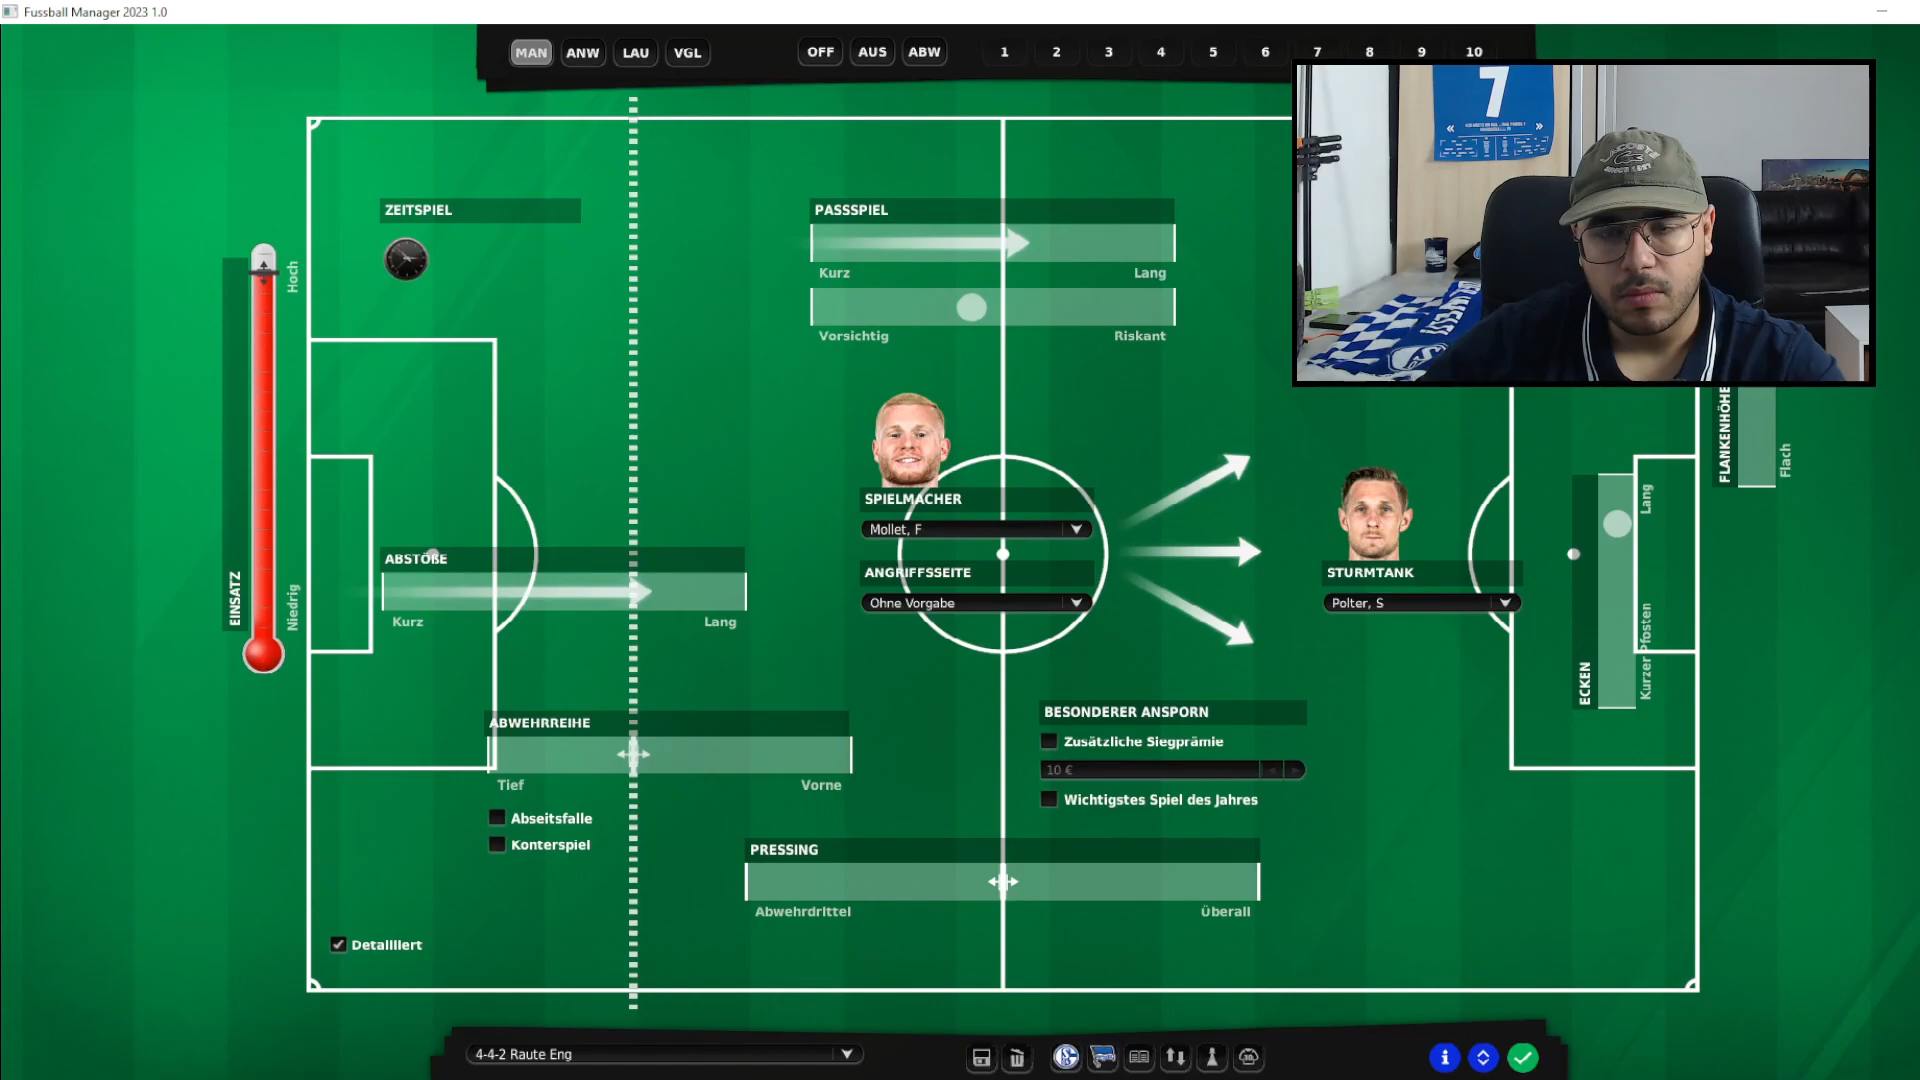 Fussball Manager 2023 1.0
MAN ANW LAU VGL OFF AUS ABW 1 2 3 4 5 6 7 8 9 10
7
LACOSTE
ZEITSPIEL
PASSSPIEL
Kurz Lang
Vorsichtig Riskant
Hoch
EINSATZ
Niedrig
FLANKENHÖHE
Flach
SPIELMACHER
Mollet, F
ANGRIFFSSEITE
Ohne Vorgabe
STURMTANK
Polter, S
Lang
ECKEN
Kurzer Pfosten
ABSTÖßE
Kurz Lang
ABWEHRREIHE
Tief Vorne
Abseitsfalle
Konterspiel
BESONDERER ANSPORN
Zusätzliche Siegprämie
10 €
Wichtigstes Spiel des Jahres
PRESSING
Abwehrdrittel Überall
Detailliert
4-4-2 Raute Eng